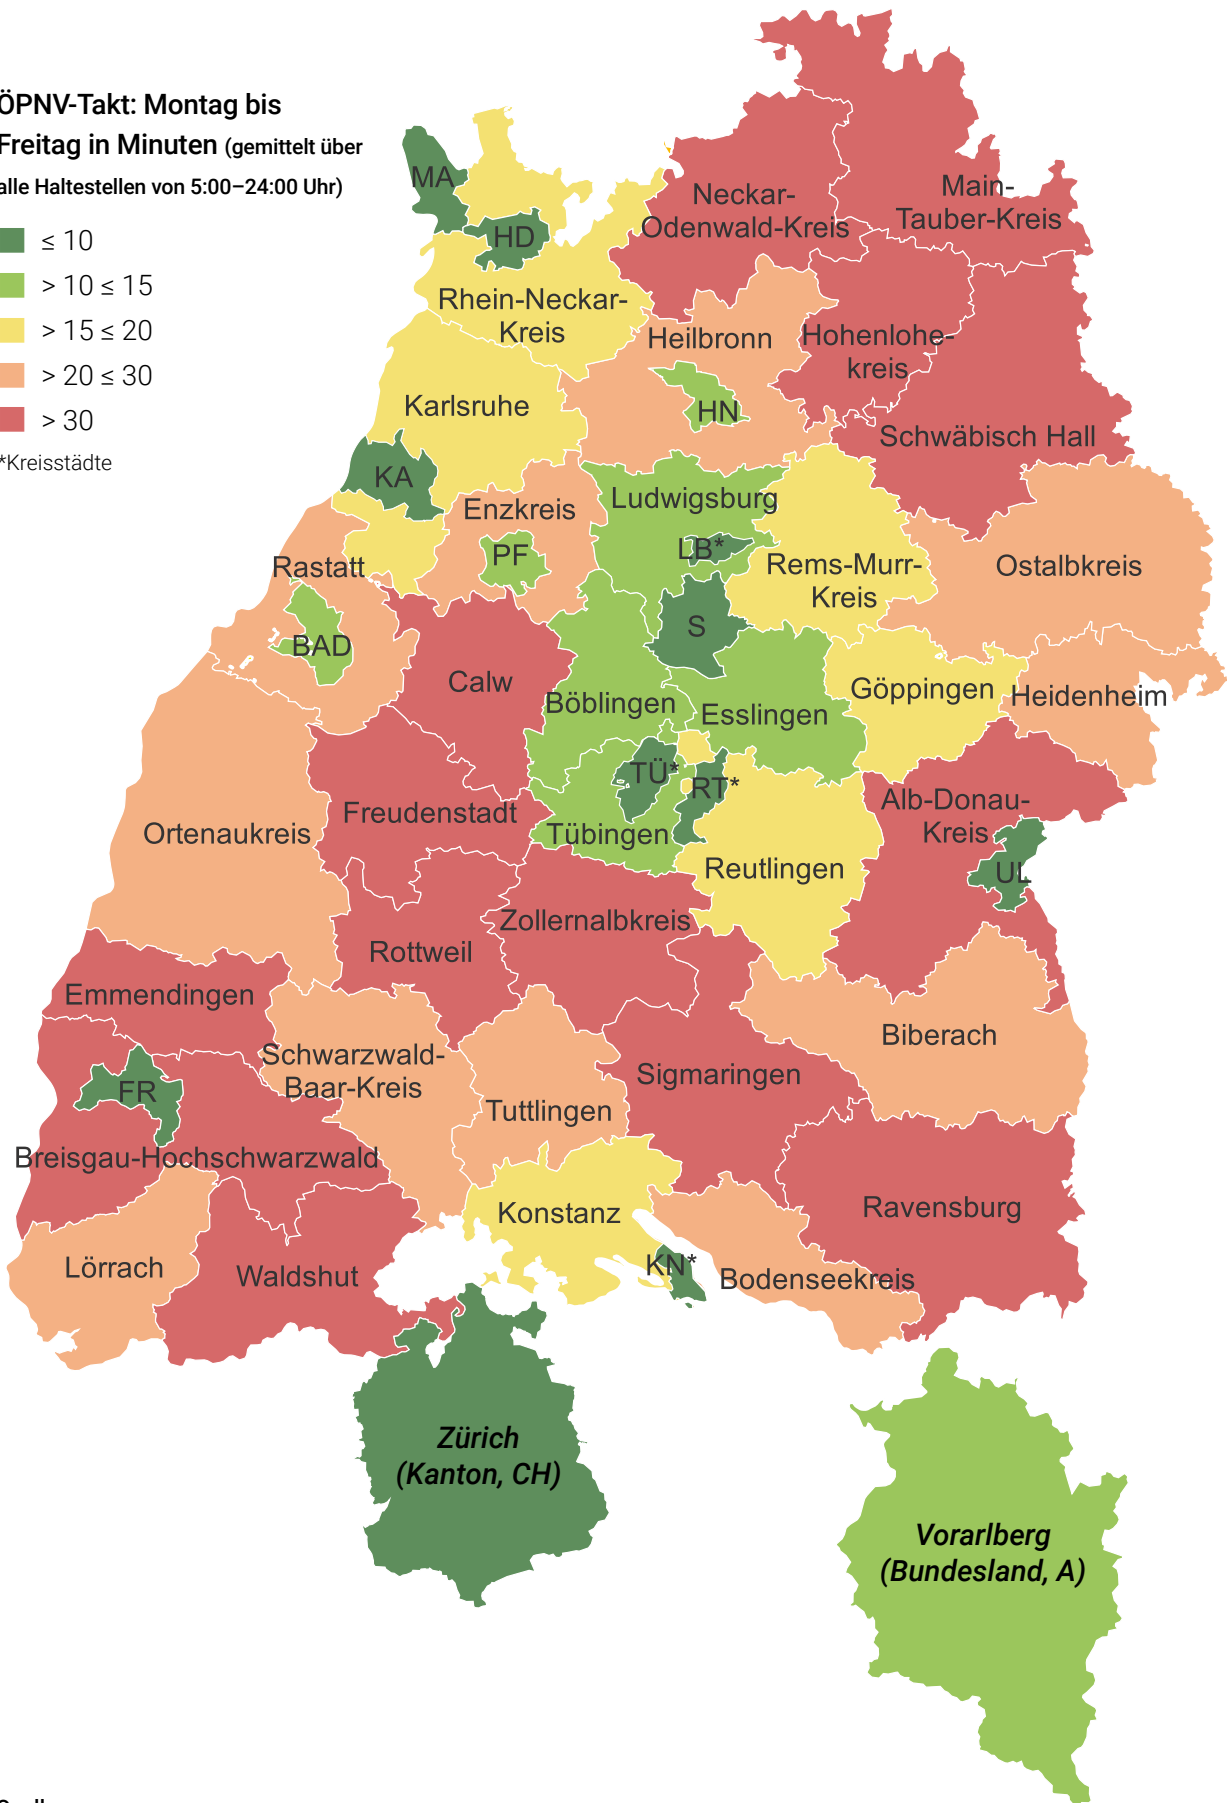 ÖPNV-Takt: Montag bis
Freitag in Minuten (gemittelt über
alle Haltestellen von 5:00–24:00 Uhr)
≤ 10
> 10 ≤ 15
> 15 ≤ 20
> 20 ≤ 30
> 30
*Kreisstädte
MA
HD
Neckar-
Odenwald-Kreis
Main-
Tauber-Kreis
Rhein-Neckar-
Kreis
Heilbronn
Hohenlohe-
kreis
Karlsruhe
HN
Schwäbisch Hall
KA
Enzkreis
Ludwigsburg
PF
LB*
Rastatt
Rems-Murr-
Kreis
Ostalbkreis
S
BAD
Calw
Böblingen
Esslingen
Göppingen
Heidenheim
TÜ*
RT*
Freudenstadt
Tübingen
Alb-Donau-
Kreis
Ortenaukreis
Reutlingen
UL
Zollernalbkreis
Rottweil
Emmendingen
Biberach
Schwarzwald-
Baar-Kreis
Sigmaringen
FR
Tuttlingen
Breisgau-Hochschwarzwald
Konstanz
Ravensburg
Lörrach
Waldshut
KN*
Bodenseekreis
Zürich
(Kanton, CH)
Vorarlberg
(Bundesland, A)